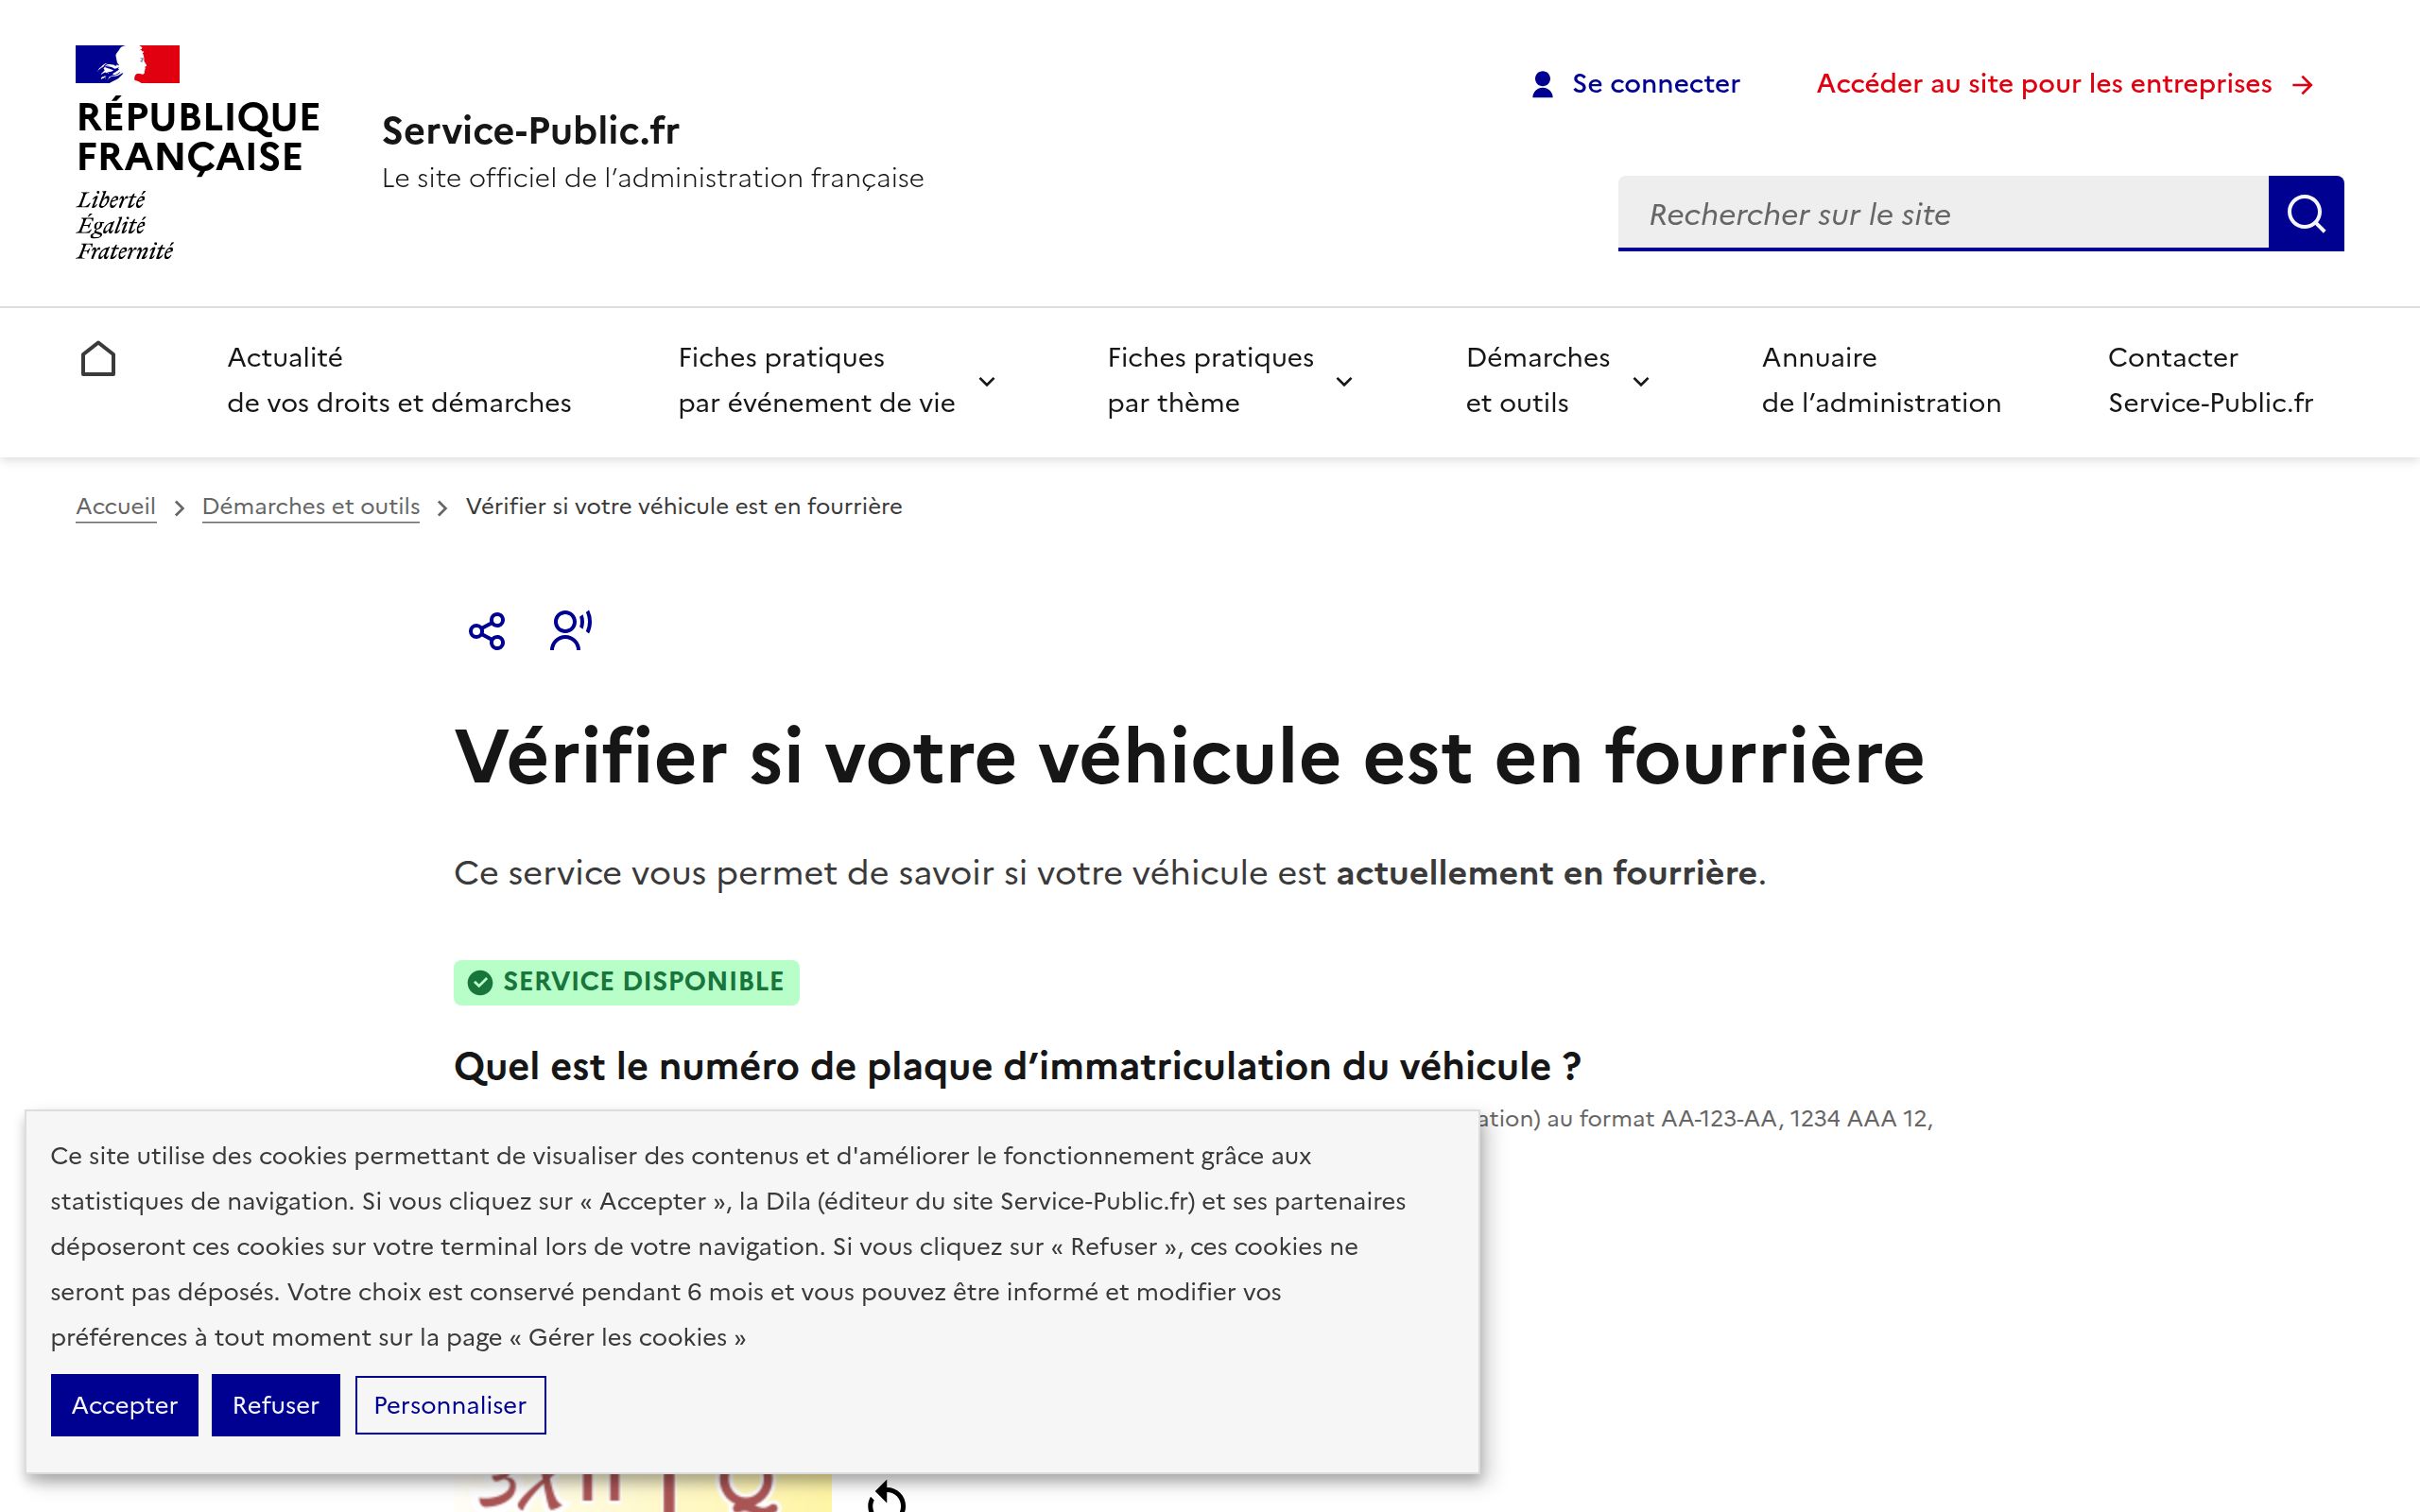 RÉPUBLIQUE
FRANÇAISE
Liberté
Égalité
Fraternité
Service-Public.fr
Le site officiel de l’administration française
Se connecter
Accéder au site pour les entreprises
Rechercher sur le site
Actualité
de vos droits et démarches
Fiches pratiques
par événement de vie
Fiches pratiques
par thème
Démarches
et outils
Annuaire
de l’administration
Contacter
Service-Public.fr
Accueil
Démarches et outils
Vérifier si votre véhicule est en fourrière
Vérifier si votre véhicule est en fourrière
Ce service vous permet de savoir si votre véhicule est actuellement en fourrière.
SERVICE DISPONIBLE
Quel est le numéro de plaque d’immatriculation du véhicule ?
au format AA-123-AA, 1234 AAA 12,
Ce site utilise des cookies permettant de visualiser des contenus et d'améliorer le fonctionnement grâce aux
statistiques de navigation. Si vous cliquez sur « Accepter », la Dila (éditeur du site Service-Public.fr) et ses partenaires
déposeront ces cookies sur votre terminal lors de votre navigation. Si vous cliquez sur « Refuser », ces cookies ne
seront pas déposés. Votre choix est conservé pendant 6 mois et vous pouvez être informé et modifier vos
préférences à tout moment sur la page « Gérer les cookies »
Accepter
Refuser
Personnaliser